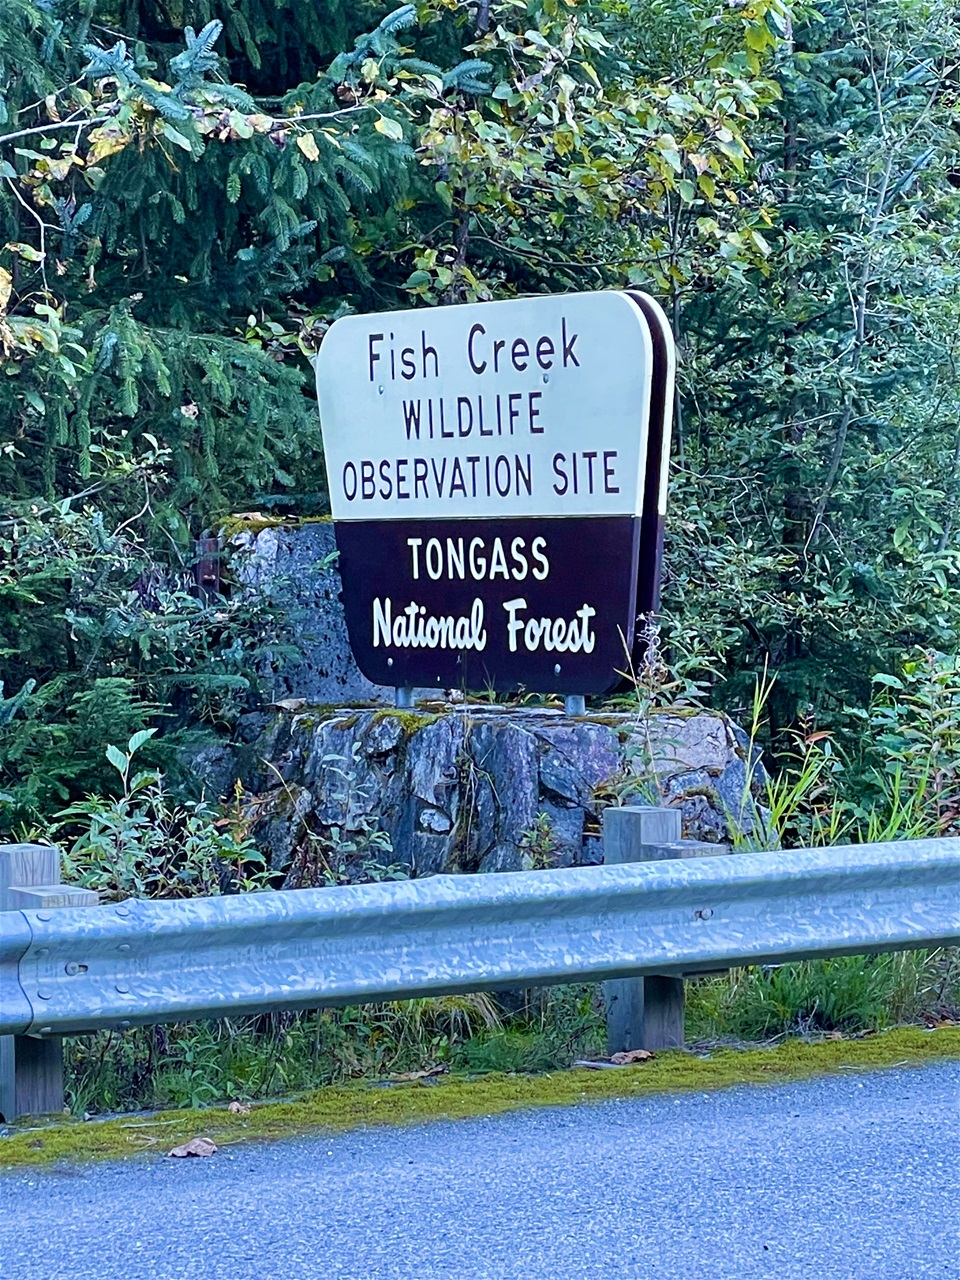 Fish Creek
WILDLIFE
OBSERVATION SITE
TONGASS
National Forest